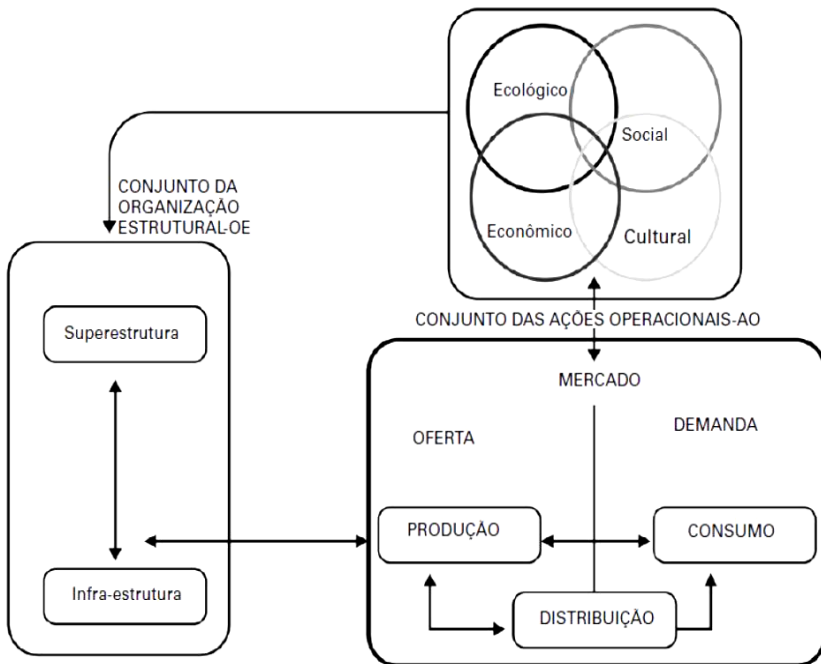 Ecológico
Social
Econômico
Cultural
CONJUNTO DA
ORGANIZAÇÃO
ESTRUTURAL-OE
Superestrutura
Infra-estrutura
CONJUNTO DAS AÇÕES OPERACIONAIS-AO
MERCADO
OFERTA
DEMANDA
PRODUÇÃO
CONSUMO
DISTRIBUIÇÃO